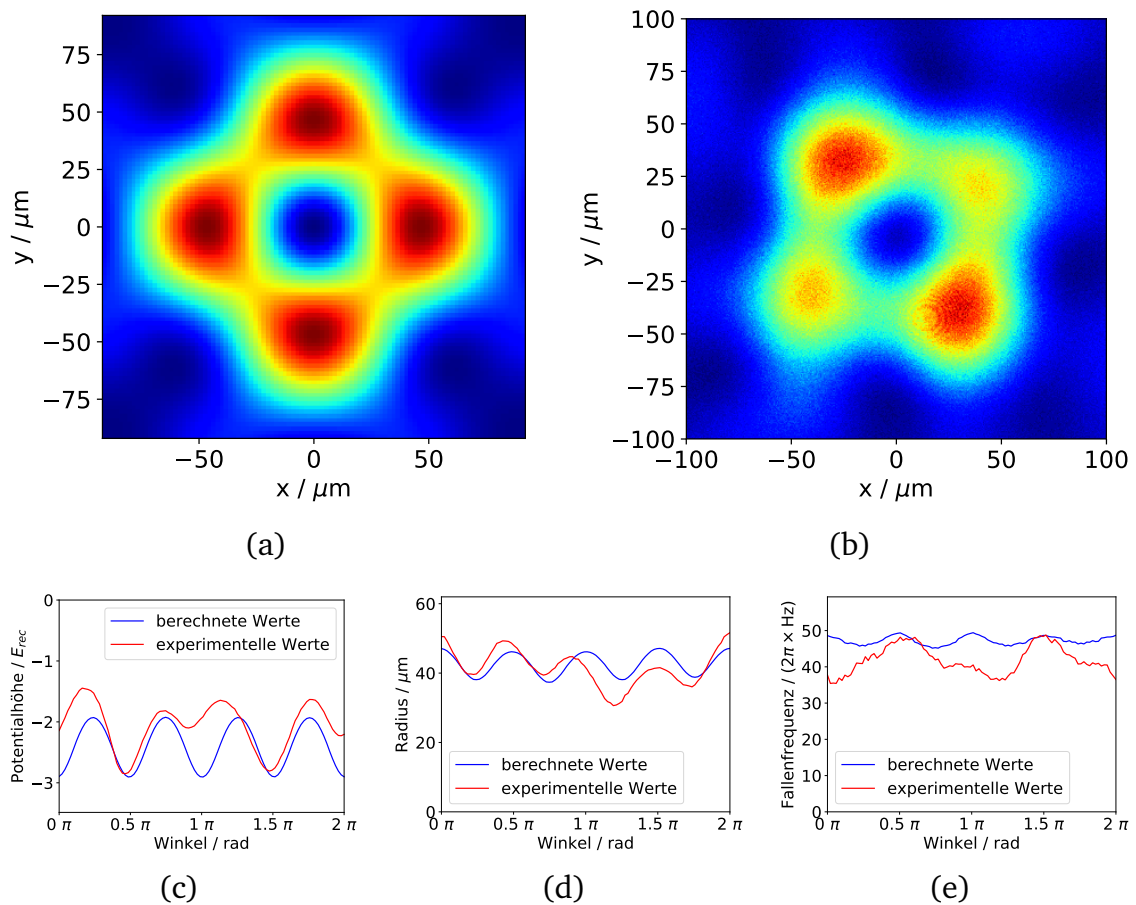 75
50
25
0
−25
−50
−75
y / μm
−50 0 50
x / μm
(a)
100
75
50
25
0
−25
−50
−75
−100
y / μm
−100 −50 0 50 100
x / μm
(b)
0
−1
−2
−3
Potentialhöhe / E_rec
berechnete Werte
experimentelle Werte
0 π 0.5 π 1 π 1.5 π 2 π
Winkel / rad
(c)
60
40
20
0
Radius / μm
berechnete Werte
experimentelle Werte
0 π 0.5 π 1 π 1.5 π 2 π
Winkel / rad
(d)
50
40
30
20
10
0
Fallenfrequenz / (2π × Hz)
berechnete Werte
experimentelle Werte
0 π 0.5 π 1 π 1.5 π 2 π
Winkel / rad
(e)